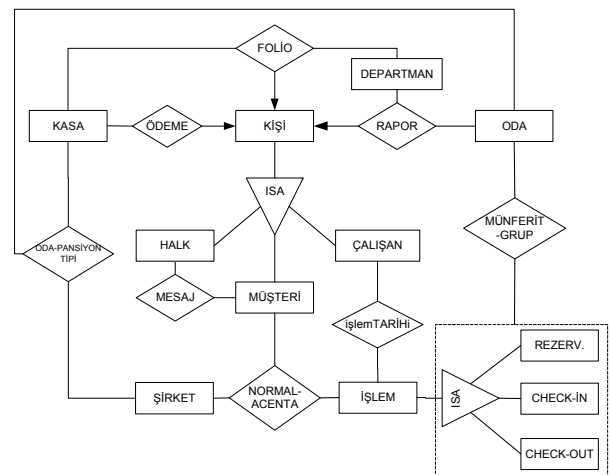 FOLİO
DEPARTMAN
KASA
ÖDEME
KİŞİ
RAPOR
ODA
ISA
HALK
ÇALIŞAN
MÜNFERİT
-GRUP
ODA-PANSİYON
TİPİ
MESAJ
MÜŞTERİ
işlemTARİHi
REZERV.
ŞİRKET
NORMAL-
ACENTA
İŞLEM
ISA
CHECK-İN
CHECK-OUT